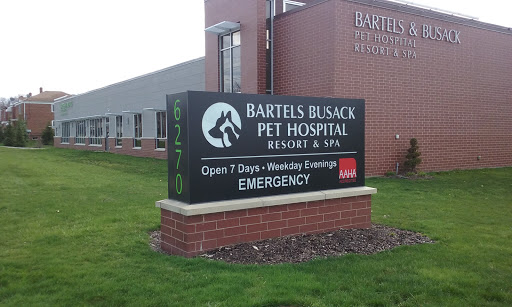 BARTELS & BUSACK
PET HOSPITAL
RESORT & SPA
6270
BARTELS BUSACK
PET HOSPITAL
RESORT & SPA
Open 7 Days • Weekday Evenings
EMERGENCY
AAHA